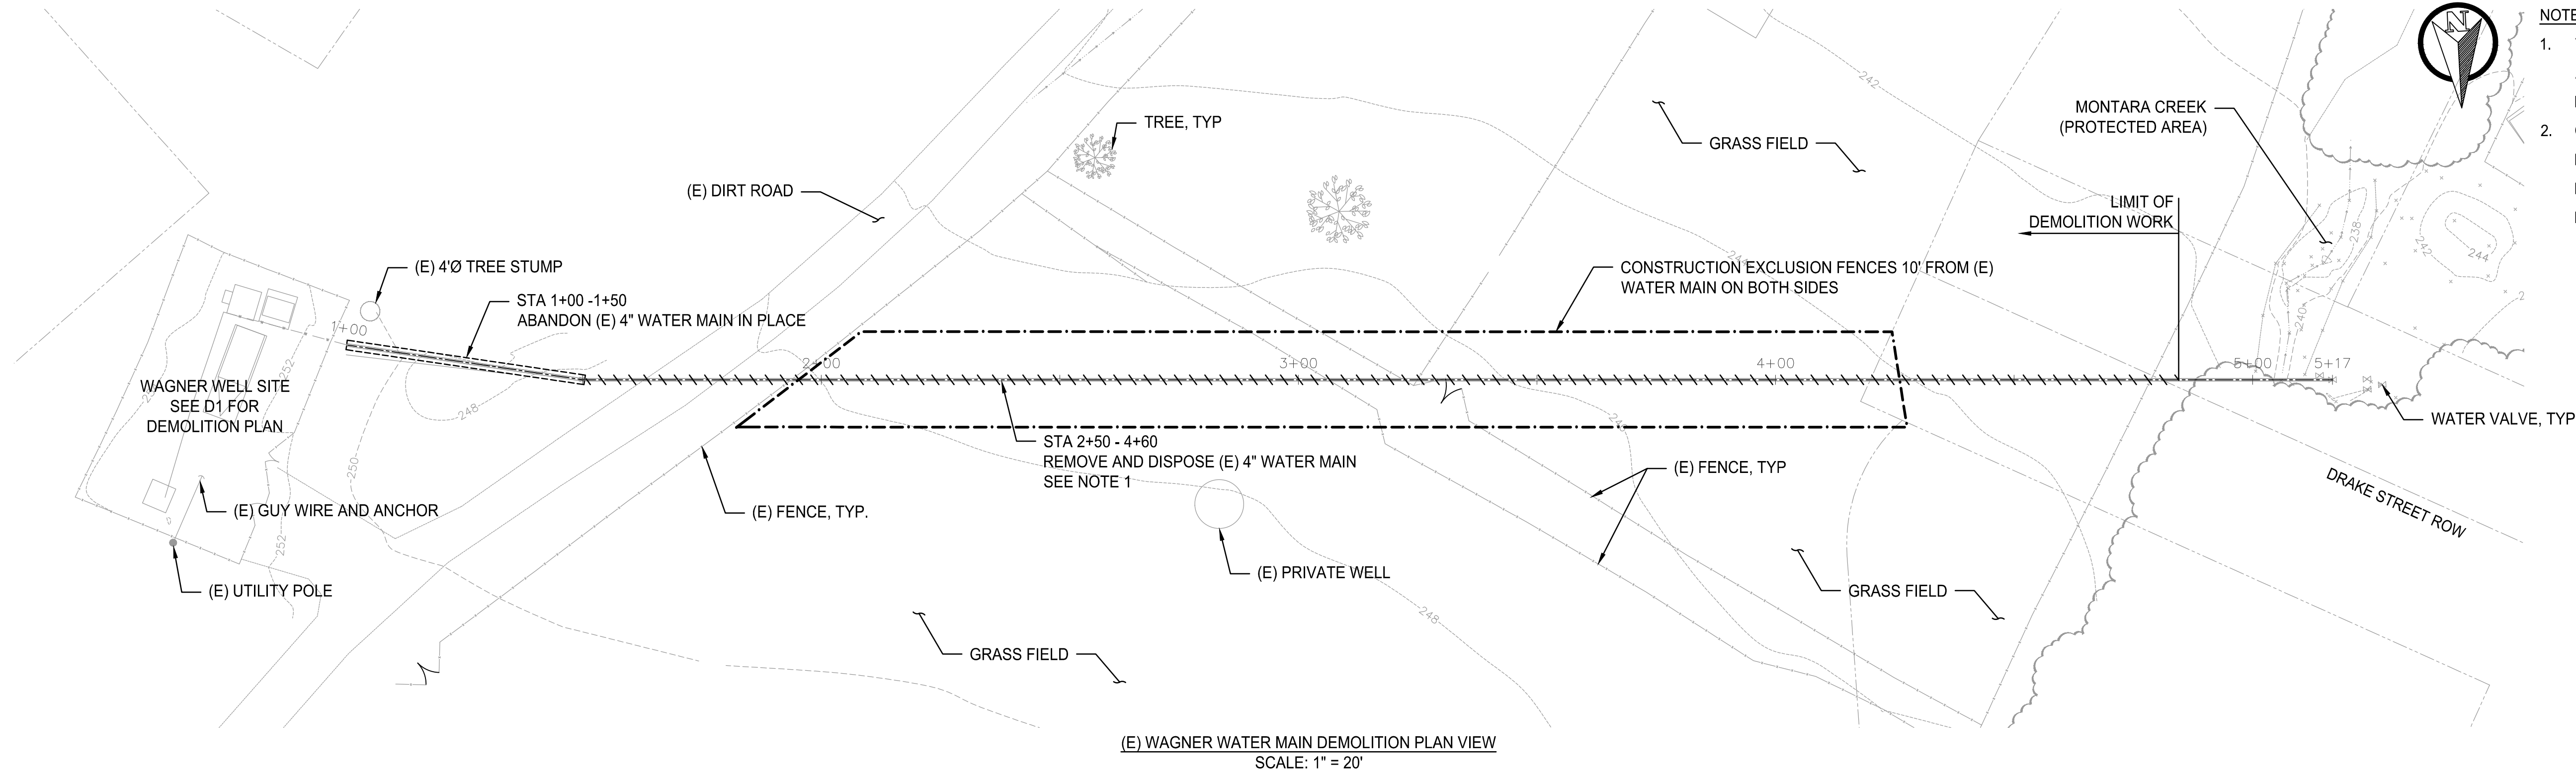 NOTE
1.
2.
N
242
MONTARA CREEK
(PROTECTED AREA)
TREE, TYP
GRASS FIELD
(E) DIRT ROAD
LIMIT OF
DEMOLITION WORK
238
242
244
(E) 4'Ø TREE STUMP
CONSTRUCTION EXCLUSION FENCES 10' FROM (E)
WATER MAIN ON BOTH SIDES
STA 1+00 -1+50
ABANDON (E) 4" WATER MAIN IN PLACE
240
1+00
2+00
3+00
4+00
5+00
5+17
252
WAGNER WELL SITE
SEE D1 FOR
DEMOLITION PLAN
248
WATER VALVE, TYP
STA 2+50 - 4+60
REMOVE AND DISPOSE (E) 4" WATER MAIN
SEE NOTE 1
250
(E) FENCE, TYP
DRAKE STREET ROW
(E) GUY WIRE AND ANCHOR
(E) FENCE, TYP.
252
(E) PRIVATE WELL
(E) UTILITY POLE
GRASS FIELD
248
GRASS FIELD
(E) WAGNER WATER MAIN DEMOLITION PLAN VIEW
SCALE: 1" = 20'